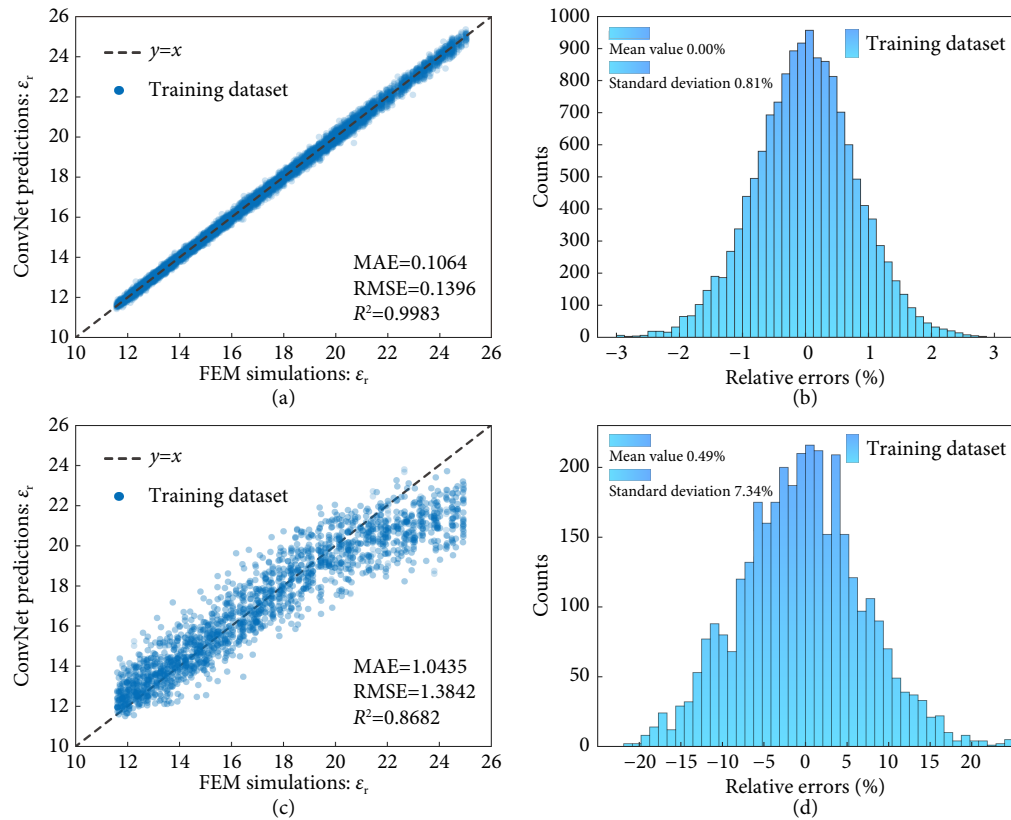 26
24
22
20
18
16
14
12
10
ConvNet predictions: εr
y=x
Training dataset
MAE=0.1064
RMSE=0.1396
R²=0.9983
10 12 14 16 18 20 22 24 26
FEM simulations: εr
(a)
1000
900
800
700
600
500
400
300
200
100
0
Counts
Mean value 0.00%
Standard deviation 0.81%
Training dataset
−3 −2 −1 0 1 2 3
Relative errors (%)
(b)
26
24
22
20
18
16
14
12
10
ConvNet predictions: εr
y=x
Training dataset
MAE=1.0435
RMSE=1.3842
R²=0.8682
10 12 14 16 18 20 22 24 26
FEM simulations: εr
(c)
200
150
100
50
0
Counts
Mean value 0.49%
Standard deviation 7.34%
Training dataset
−20 −15 −10 −5 0 5 10 15 20
Relative errors (%)
(d)